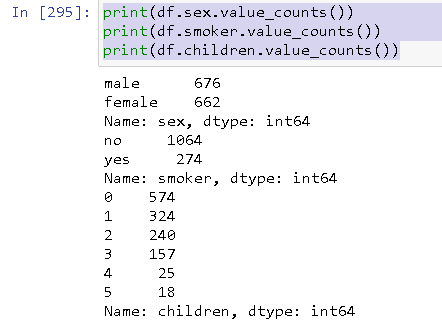 In [295]: print(df.sex.value_counts())
print(df.smoker.value_counts())
print(df.children.value_counts())
male 676
female 662
Name: sex, dtype: int64
no 1064
yes 274
Name: smoker, dtype: int64
0 574
1 324
2 240
3 157
4 25
5 18
Name: children, dtype: int64